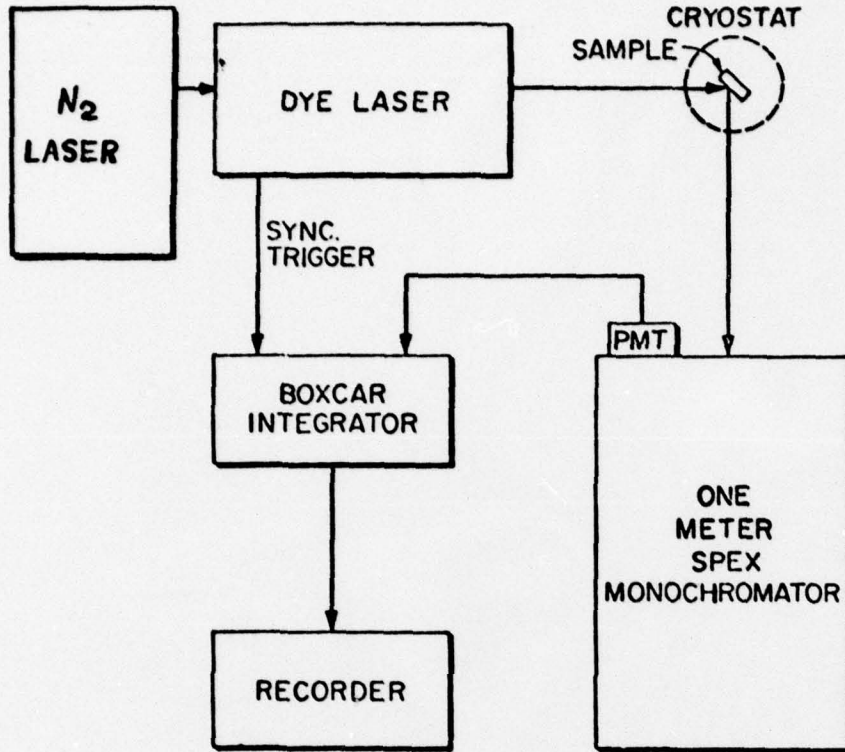 CRYOSTAT
SAMPLE
N2
LASER
DYE LASER
SYNC.
TRIGGER
PMT
BOXCAR
INTEGRATOR
ONE
METER
SPEX
MONOCHROMATOR
RECORDER